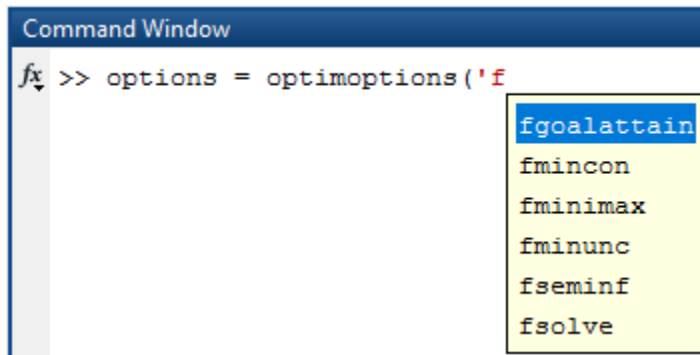 Command Window
fx >> options = optimoptions('f
fgoalattain
fmincon
fminimax
fminunc
fseminf
fsolve